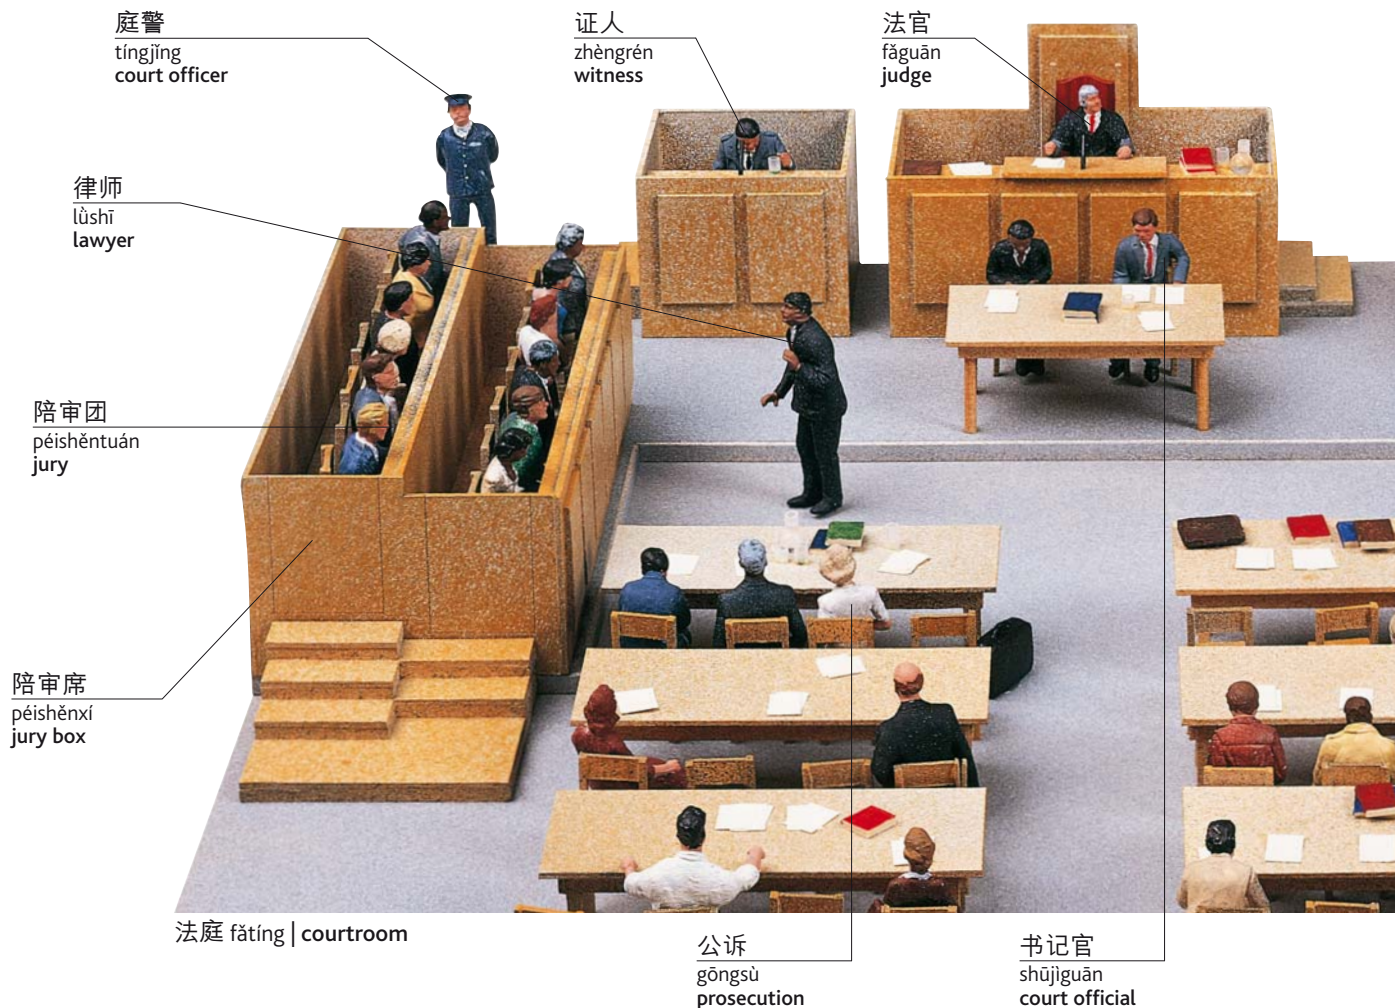 庭警
tíngjǐng
court officer
证人
zhèngrén
witness
法官
fǎguān
judge
律师
lǜshī
lawyer
陪审团
péishěntuán
jury
陪审席
péishěnxí
jury box
法庭 fǎtíng | courtroom
公诉
gōngsù
prosecution
书记官
shūjìguān
court official